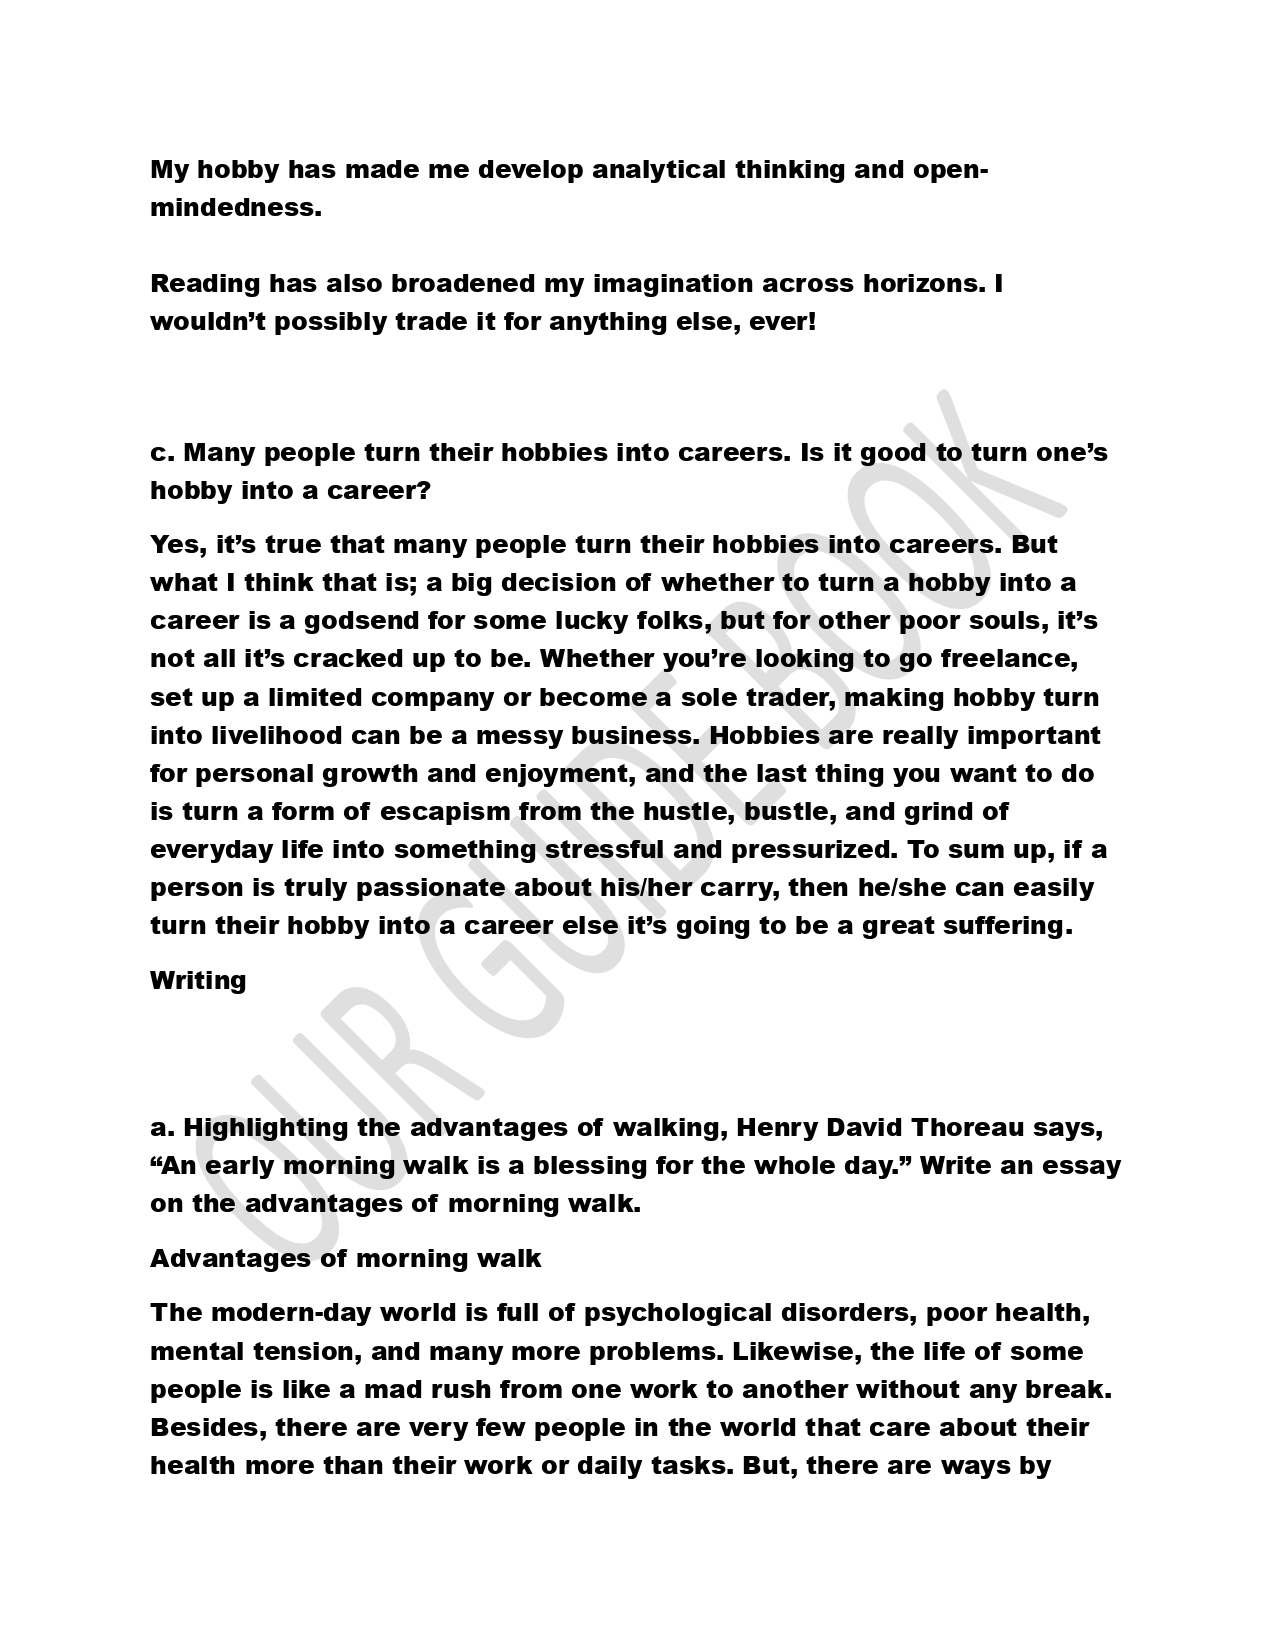 My hobby has made me develop analytical thinking and open-
mindedness.
Reading has also broadened my imagination across horizons. I
wouldn’t possibly trade it for anything else, ever!
c. Many people turn their hobbies into careers. Is it good to turn one’s
hobby into a career?
Yes, it’s true that many people turn their hobbies into careers. But
what I think that is; a big decision of whether to turn a hobby into a
career is a godsend for some lucky folks, but for other poor souls, it’s
not all it’s cracked up to be. Whether you’re looking to go freelance,
set up a limited company or become a sole trader, making hobby turn
into livelihood can be a messy business. Hobbies are really important
for personal growth and enjoyment, and the last thing you want to do
is turn a form of escapism from the hustle, bustle, and grind of
everyday life into something stressful and pressurized. To sum up, if a
person is truly passionate about his/her carry, then he/she can easily
turn their hobby into a career else it’s going to be a great suffering.
Writing
a. Highlighting the advantages of walking, Henry David Thoreau says,
“An early morning walk is a blessing for the whole day.” Write an essay
on the advantages of morning walk.
Advantages of morning walk
The modern-day world is full of psychological disorders, poor health,
mental tension, and many more problems. Likewise, the life of some
people is like a mad rush from one work to another without any break.
Besides, there are very few people in the world that care about their
health more than their work or daily tasks. But, there are ways by
OUR GUIDE BOOK